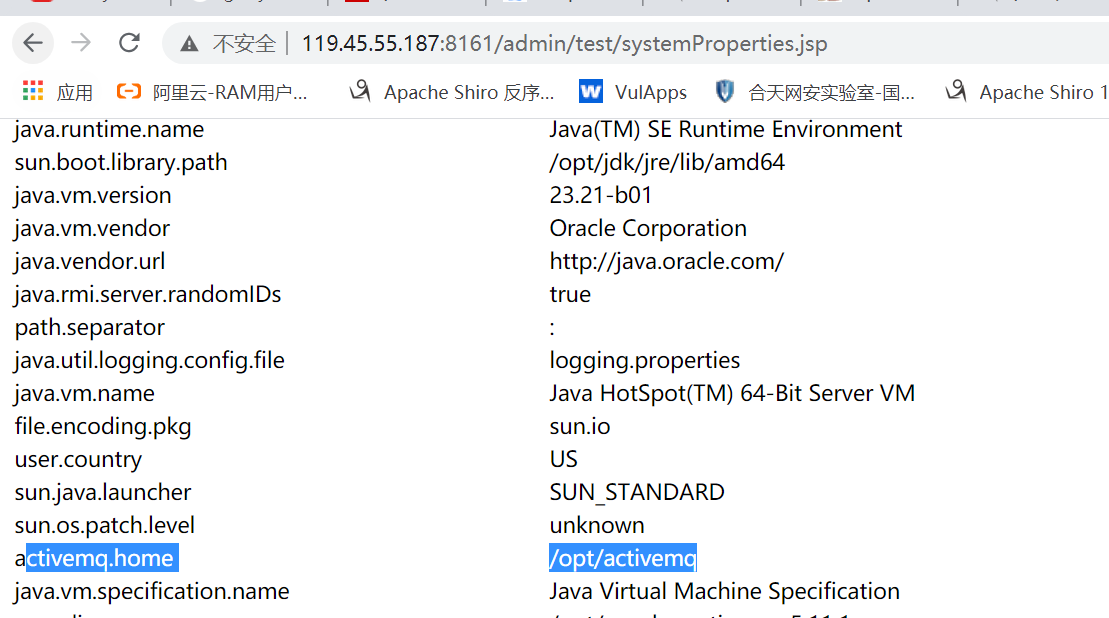 不安全 119.45.55.187:8161/admin/test/systemProperties.jsp
应用 阿里云-RAM用户... Apache Shiro 反序... VulApps 合天网安实验室-国... Apache Shiro 1
java.runtime.name Java(TM) SE Runtime Environment
sun.boot.library.path /opt/jdk/jre/lib/amd64
java.vm.version 23.21-b01
java.vm.vendor Oracle Corporation
java.vendor.url http://java.oracle.com/
java.rmi.server.randomIDs true
path.separator :
java.util.logging.config.file logging.properties
java.vm.name Java HotSpot(TM) 64-Bit Server VM
file.encoding.pkg sun.io
user.country US
sun.java.launcher SUN_STANDARD
sun.os.patch.level unknown
activemq.home /opt/activemq
java.vm.specification.name Java Virtual Machine Specification